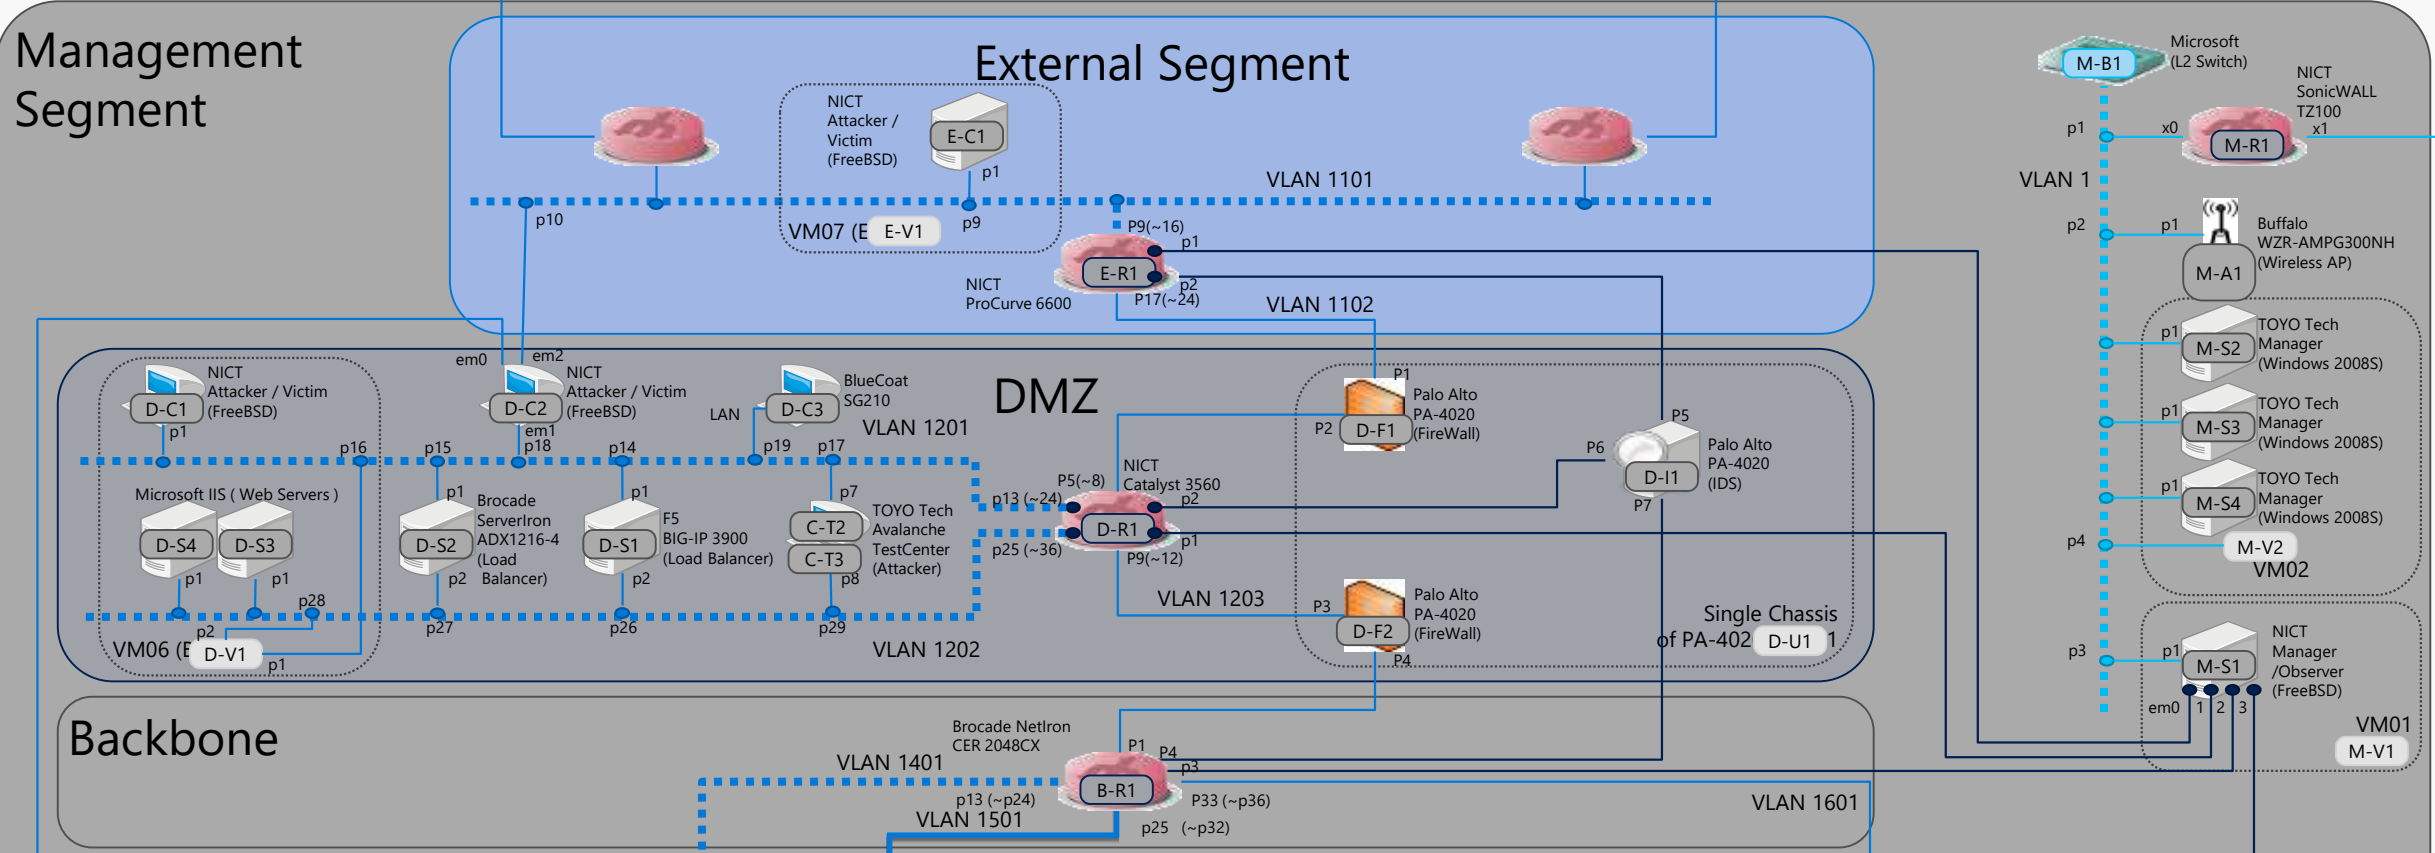 Management
Segment
External Segment
NICT
Attacker /
Victim
(FreeBSD)
E-C1
p1
VLAN 1101
p10
p9
VM07 (E
E-V1
P9(~16)
p1
E-R1
p2
P17(~24)
NICT
ProCurve 6600
VLAN 1102
M-B1
Microsoft
(L2 Switch)
NICT
SonicWALL
TZ100
p1
x0
x1
M-R1
VLAN 1
p2
p1
Buffalo
WZR-AMPG300NH
(Wireless AP)
M-A1
p1
TOYO Tech
Manager
(Windows 2008S)
M-S2
p1
TOYO Tech
Manager
(Windows 2008S)
M-S3
p1
TOYO Tech
Manager
(Windows 2008S)
M-S4
p4
M-V2
VM02
p3
p1
NICT
Manager
/Observer
(FreeBSD)
M-S1
em0
1
2
3
VM01
M-V1
DMZ
em0
em2
NICT
Attacker / Victim
(FreeBSD)
D-C1
p1
NICT
Attacker / Victim
(FreeBSD)
D-C2
em1
BlueCoat
SG210
D-C3
LAN
VLAN 1201
p16
p15
p18
p14
p19
p17
Microsoft IIS ( Web Servers )
D-S4
D-S3
p1
p1
p1
Brocade
ServerIron
ADX1216-4
(Load
Balancer)
D-S2
p2
p1
F5
BIG-IP 3900
(Load Balancer)
D-S1
p2
p7
TOYO Tech
Avalanche
TestCenter
(Attacker)
C-T2
C-T3
p8
p28
p27
p26
p29
p2
VM06 (E
D-V1
p1
VLAN 1202
p13 (~24)
p25 (~36)
P5(~8)
NICT
Catalyst 3560
p2
D-R1
p1
P9(~12)
VLAN 1203
P1
Palo Alto
PA-4020
(FireWall)
P2
D-F1
P3
Palo Alto
PA-4020
(FireWall)
D-F2
P4
P5
P6
Palo Alto
PA-4020
(IDS)
D-I1
P7
Single Chassis
of PA-402
D-U1
1
Backbone
Brocade NetIron
CER 2048CX
P1
P4
p3
B-R1
VLAN 1401
p13 (~p24)
VLAN 1501
P33 (~p36)
p25 (~p32)
VLAN 1601